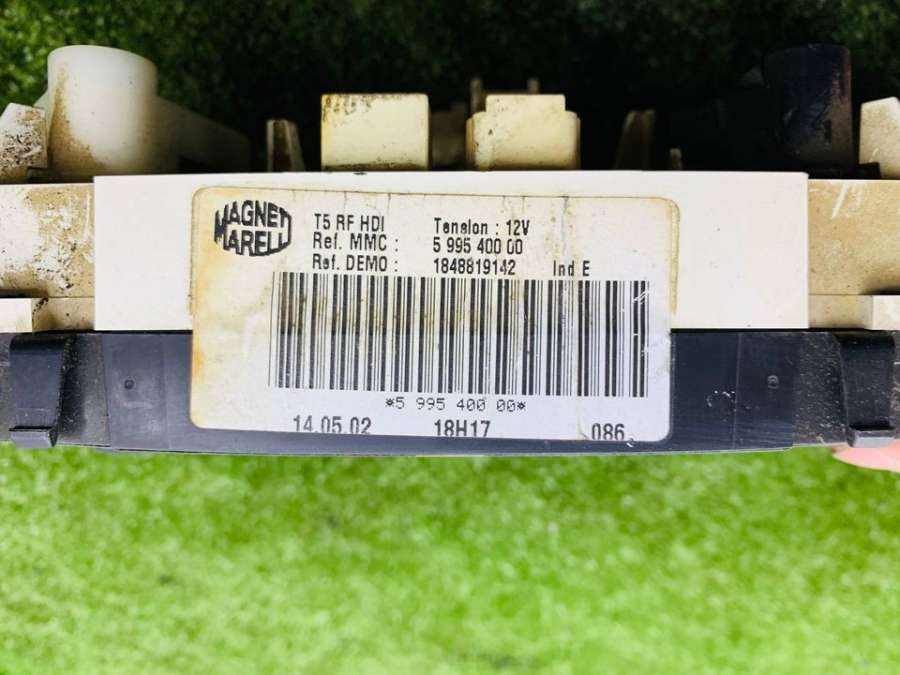 MAGNETI
MARELLI
T5 RF HDI Tension : 12V
Ref. MMC : 5 995 400 00
Ref. DEMO : 1848819142 Ind E
*5 995 400 00*
14.05.02 18H17 086